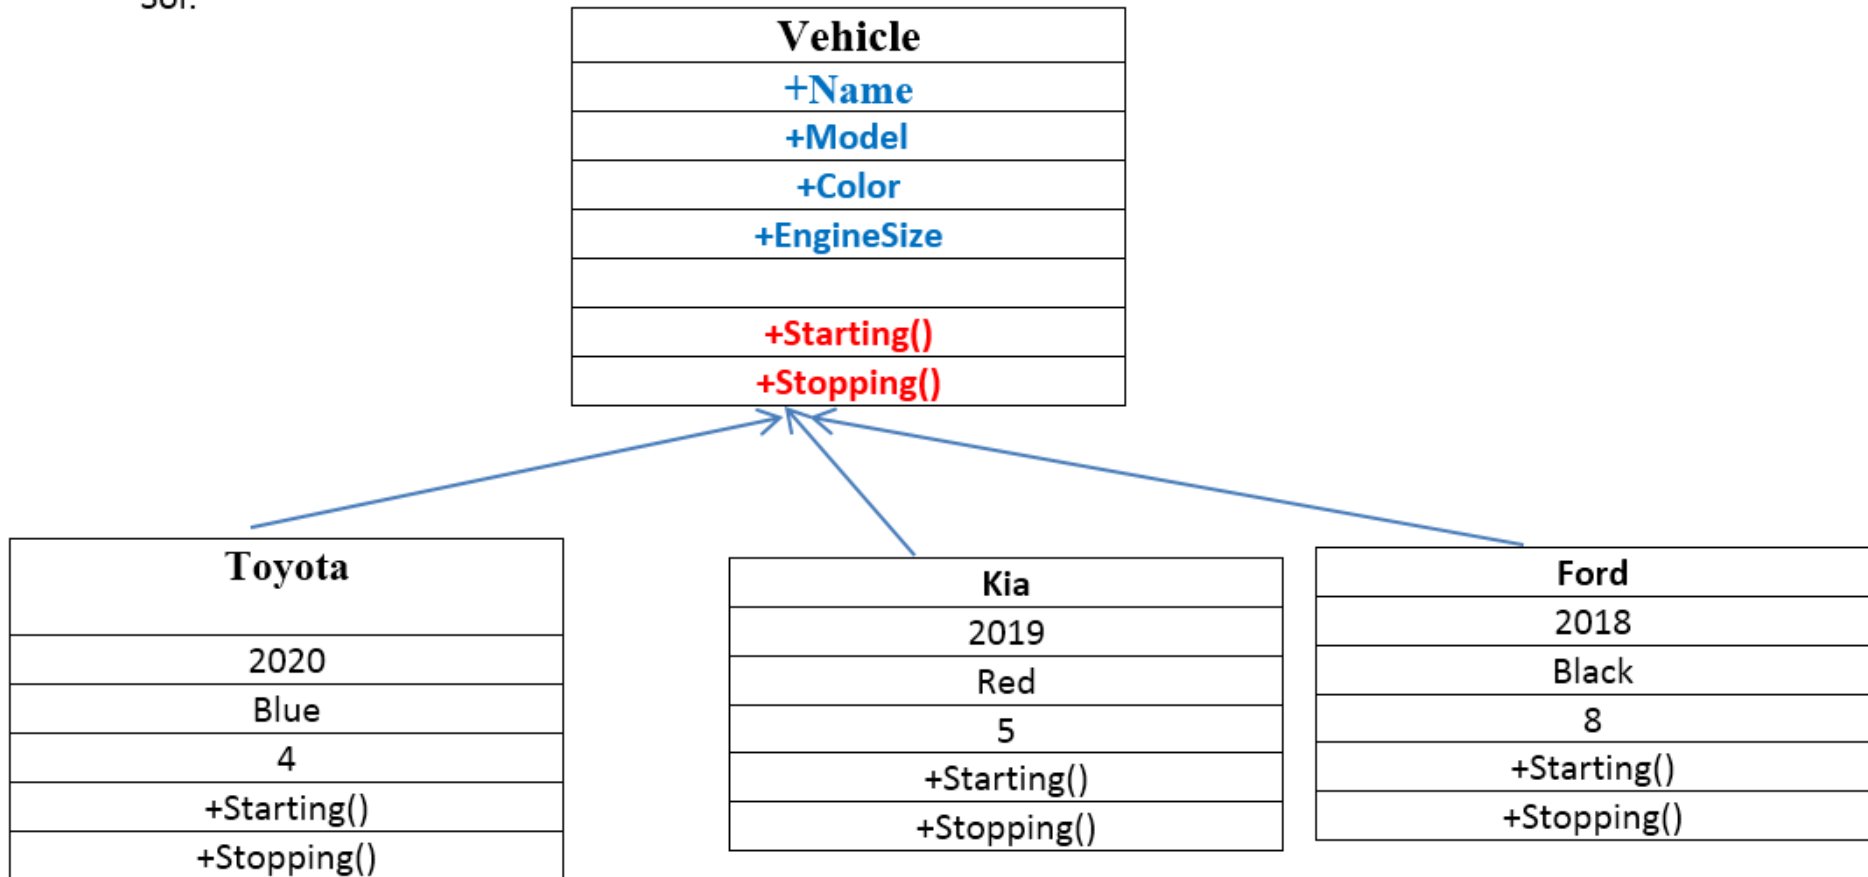 Sol:
Vehicle
+Name
+Model
+Color
+EngineSize
+Starting()
+Stopping()
Toyota
2020
Blue
4
+Starting()
+Stopping()
Kia
2019
Red
5
+Starting()
+Stopping()
Ford
2018
Black
8
+Starting()
+Stopping()